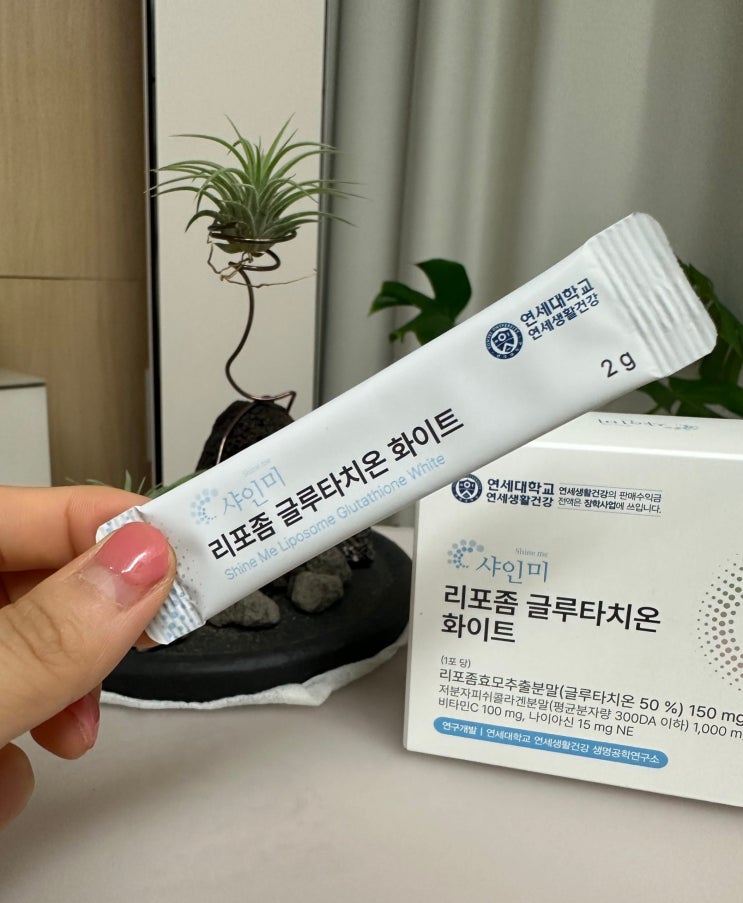 연세대학교
연세생활건강
2 g
Shine me
샤인미
리포좀 글루타치온 화이트
Shine Me Liposome Glutathione White
연세대학교
연세생활건강
연세생활건강의 판매수익금
전액은 장학사업에 쓰입니다.
Shine me
샤인미
리포좀 글루타치온
화이트
(1포 당)
리포좀효모추출분말(글루타치온 50 %) 150 mg
저분자피쉬콜라겐분말(평균분자량 300DA 이하) 1,000 m
비타민C 100 mg, 나이아신 15 mg NE
연구개발 | 연세대학교 연세생활건강 생명공학연구소